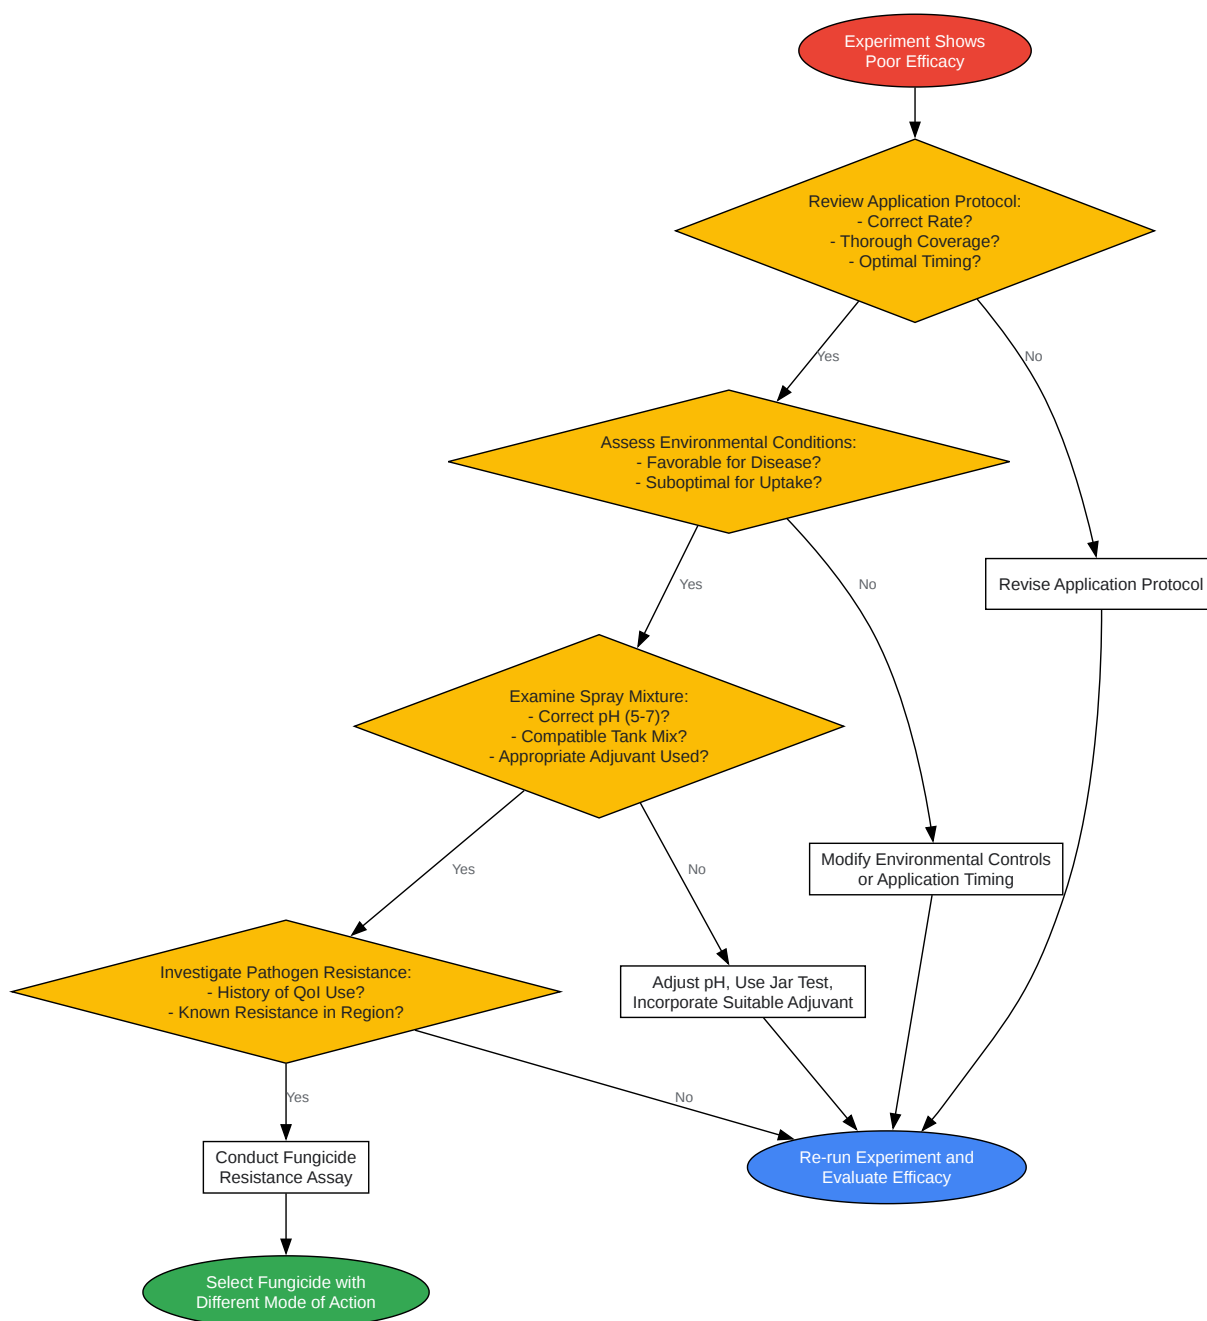 Experiment Shows
Poor Efficacy
Review Application Protocol:
- Correct Rate?
- Thorough Coverage?
- Optimal Timing?
Yes
No
Assess Environmental Conditions:
- Favorable for Disease?
- Suboptimal for Uptake?
Yes
No
Revise Application Protocol
Examine Spray Mixture:
- Correct pH (5-7)?
- Compatible Tank Mix?
- Appropriate Adjuvant Used?
Yes
No
Modify Environmental Controls
or Application Timing
Investigate Pathogen Resistance:
- History of QoI Use?
- Known Resistance in Region?
Adjust pH, Use Jar Test,
Incorporate Suitable Adjuvant
Yes
No
Conduct Fungicide
Resistance Assay
Re-run Experiment and
Evaluate Efficacy
Select Fungicide with
Different Mode of Action